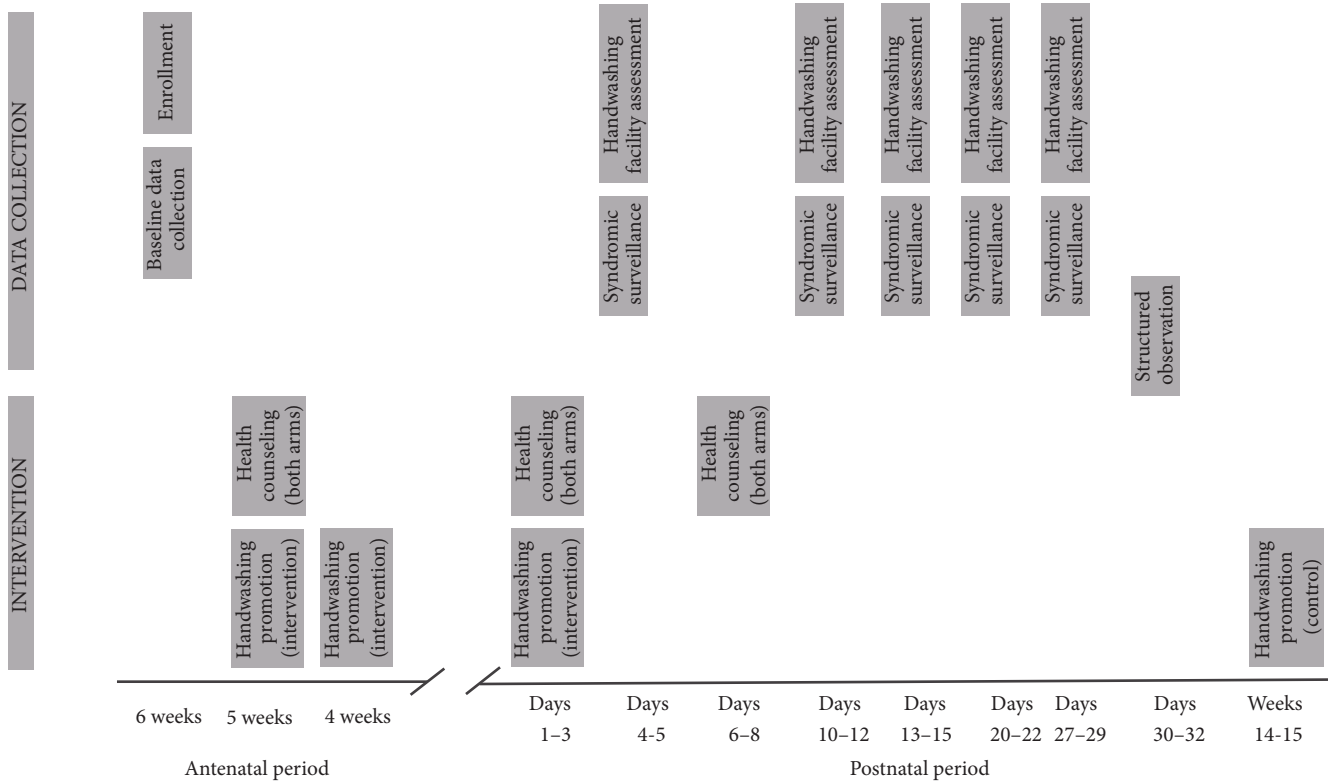 DATA COLLECTION
Enrollment
Baseline data
collection
Handwashing
facility assessment
Syndromic
surveillance
Handwashing
facility assessment
Syndromic
surveillance
Handwashing
facility assessment
Syndromic
surveillance
Handwashing
facility assessment
Syndromic
surveillance
Handwashing
facility assessment
Syndromic
surveillance
Structured
observation
INTERVENTION
Health
counseling
(both arms)
Handwashing
promotion
(intervention)
Handwashing
promotion
(intervention)
Health
counseling
(both arms)
Handwashing
promotion
(intervention)
Health
counseling
(both arms)
Handwashing
promotion
(control)
6 weeks
5 weeks
4 weeks
Days
1–3
Days
4-5
Days
6–8
Days
10–12
Days
13–15
Days
20–22
Days
27–29
Days
30–32
Weeks
14-15
Antenatal period
Postnatal period